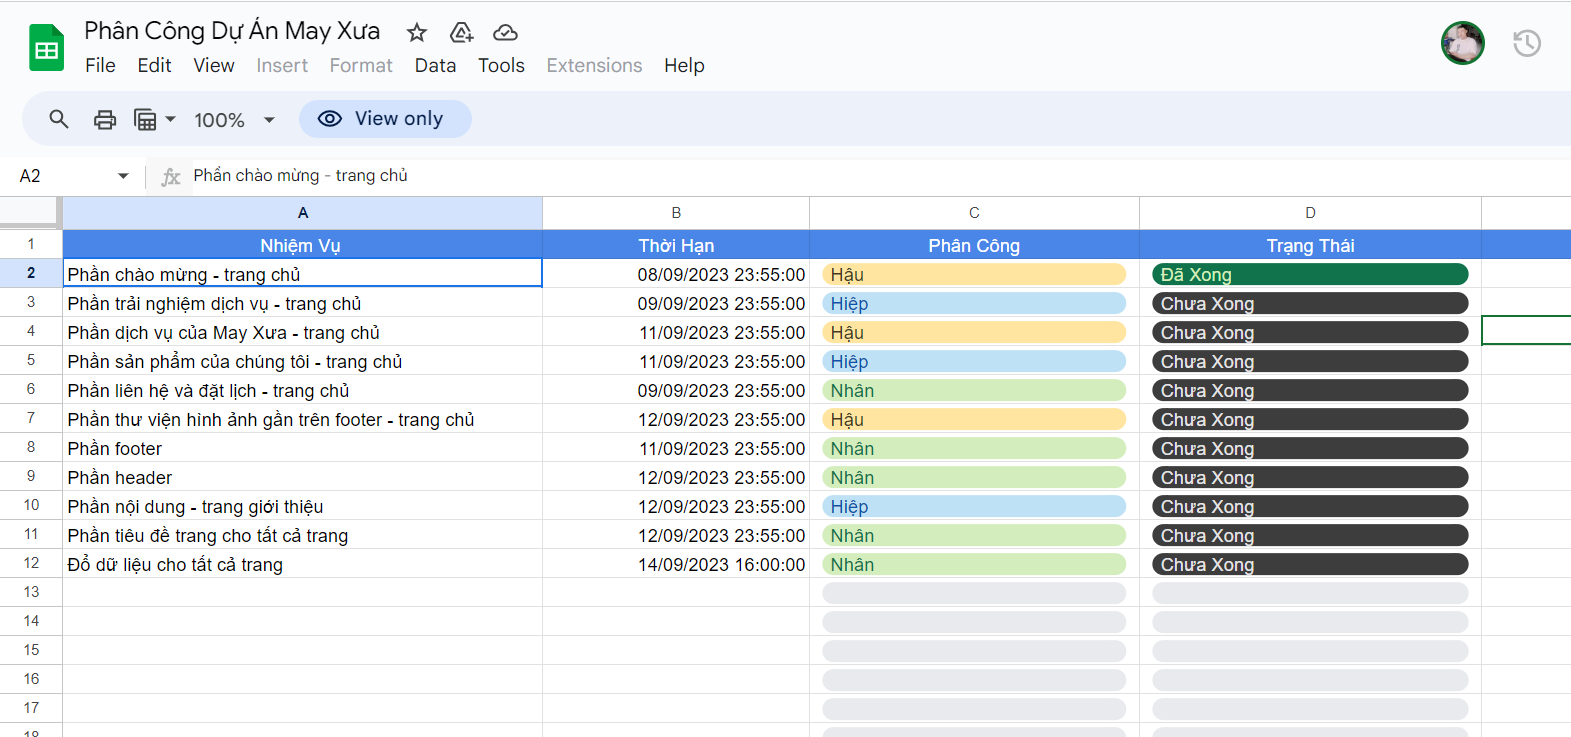 Phân Công Dự Án May Xưa
File Edit View Insert Format Data Tools Extensions Help
100% View only
A2 fx Phần chào mừng - trang chủ
A B C D
1 Nhiệm Vụ Thời Hạn Phân Công Trạng Thái
2 Phần chào mừng - trang chủ 08/09/2023 23:55:00 Hậu Đã Xong
3 Phần trải nghiệm dịch vụ - trang chủ 09/09/2023 23:55:00 Hiệp Chưa Xong
4 Phần dịch vụ của May Xưa - trang chủ 11/09/2023 23:55:00 Hậu Chưa Xong
5 Phần sản phẩm của chúng tôi - trang chủ 11/09/2023 23:55:00 Hiệp Chưa Xong
6 Phần liên hệ và đặt lịch - trang chủ 09/09/2023 23:55:00 Nhân Chưa Xong
7 Phần thư viện hình ảnh gần trên footer - trang chủ 12/09/2023 23:55:00 Hậu Chưa Xong
8 Phần footer 11/09/2023 23:55:00 Nhân Chưa Xong
9 Phần header 12/09/2023 23:55:00 Nhân Chưa Xong
10 Phần nội dung - trang giới thiệu 12/09/2023 23:55:00 Hiệp Chưa Xong
11 Phần tiêu đề trang cho tất cả trang 12/09/2023 23:55:00 Nhân Chưa Xong
12 Đổ dữ liệu cho tất cả trang 14/09/2023 16:00:00 Nhân Chưa Xong
13
14
15
16
17
18